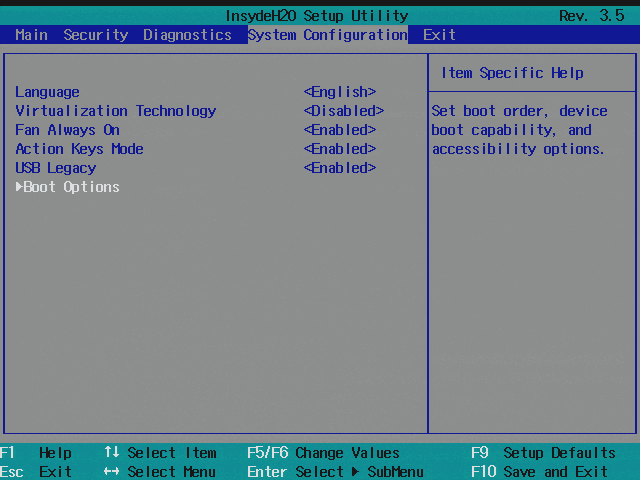 InsydeH2O Setup Utility Rev. 3.5
Main Security Diagnostics System Configuration Exit
Item Specific Help
Language <English>
Virtualization Technology <Disabled>
Fan Always On <Enabled>
Action Keys Mode <Enabled>
USB Legacy <Enabled>
▶Boot Options
Set boot order, device
boot capability, and
accessibility options.
F1 Help ↑↓ Select Item F5/F6 Change Values F9 Setup Defaults
Esc Exit ←→ Select Menu Enter Select ▶ SubMenu F10 Save and Exit